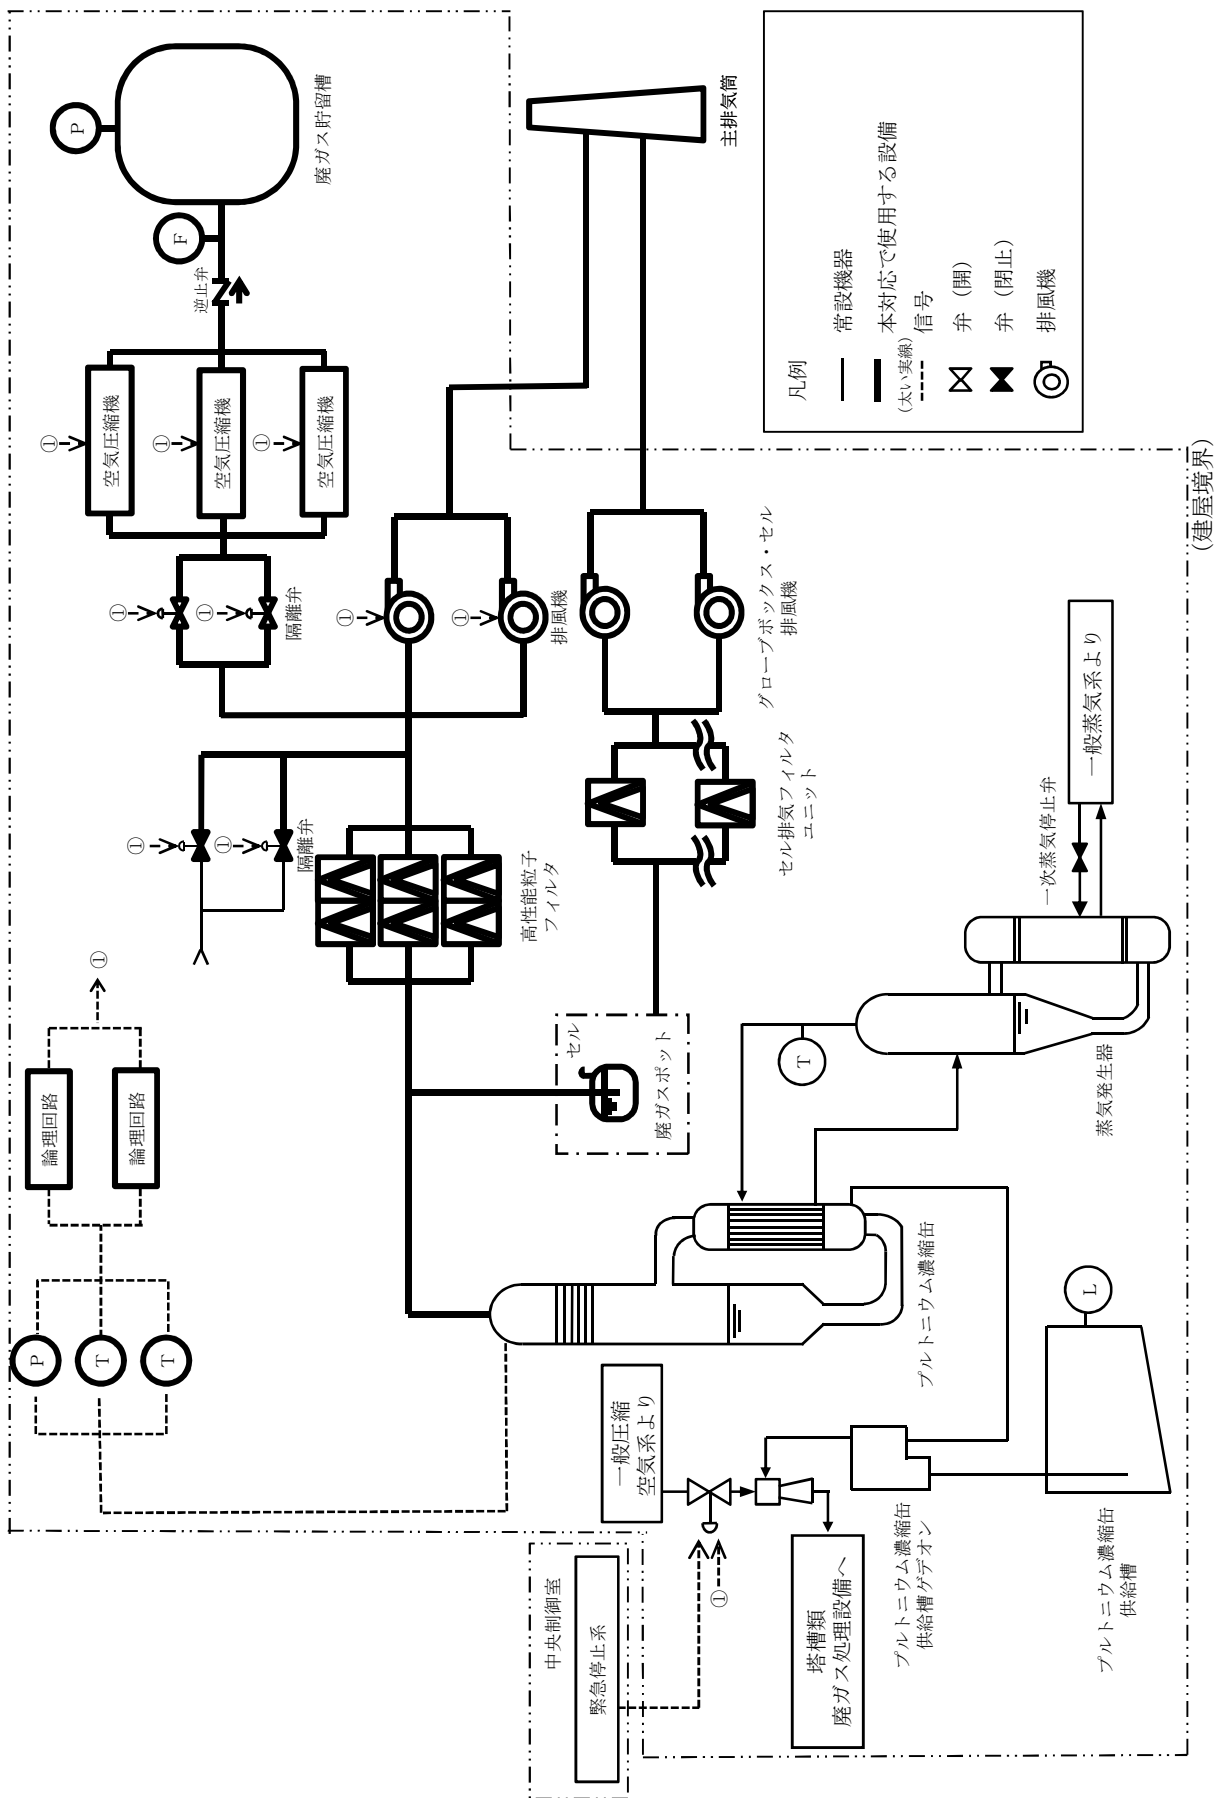 廃ガス貯留槽
P
F
逆止弁
空気圧縮機
空気圧縮機
空気圧縮機
①
①
①
①
①
隔離弁
①
①
排風機
①
①
隔離弁
高性能粒子
フィルタ
主排気筒
グローブボックス・セル
排風機
セル排気フィルタ
ユニット
セル
廃ガスポット
①
論理回路
論理回路
P
T
T
凡例
常設機器
本対応で使用する設備
(太い実線)
信号
弁(開)
弁(閉止)
排風機
(建屋境界)
一般蒸気系より
一次蒸気停止弁
蒸気発生器
T
プルトニウム濃縮缶
L
プルトニウム濃縮缶
供給槽
プルトニウム濃縮缶
供給槽ゲデオン
一般圧縮
空気系より
①
塔槽類
廃ガス処理設備へ
中央制御室
緊急停止系